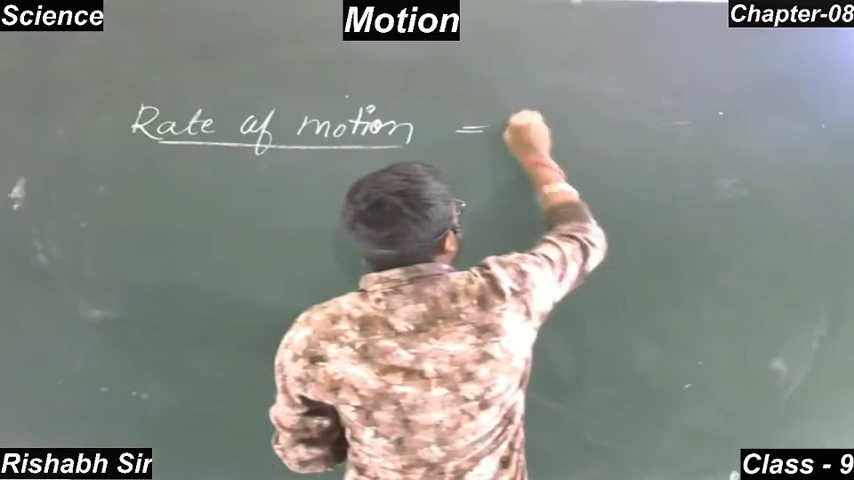 Science
Motion
Chapter-08
Rate of motion =
Rishabh Sir
Class - 9